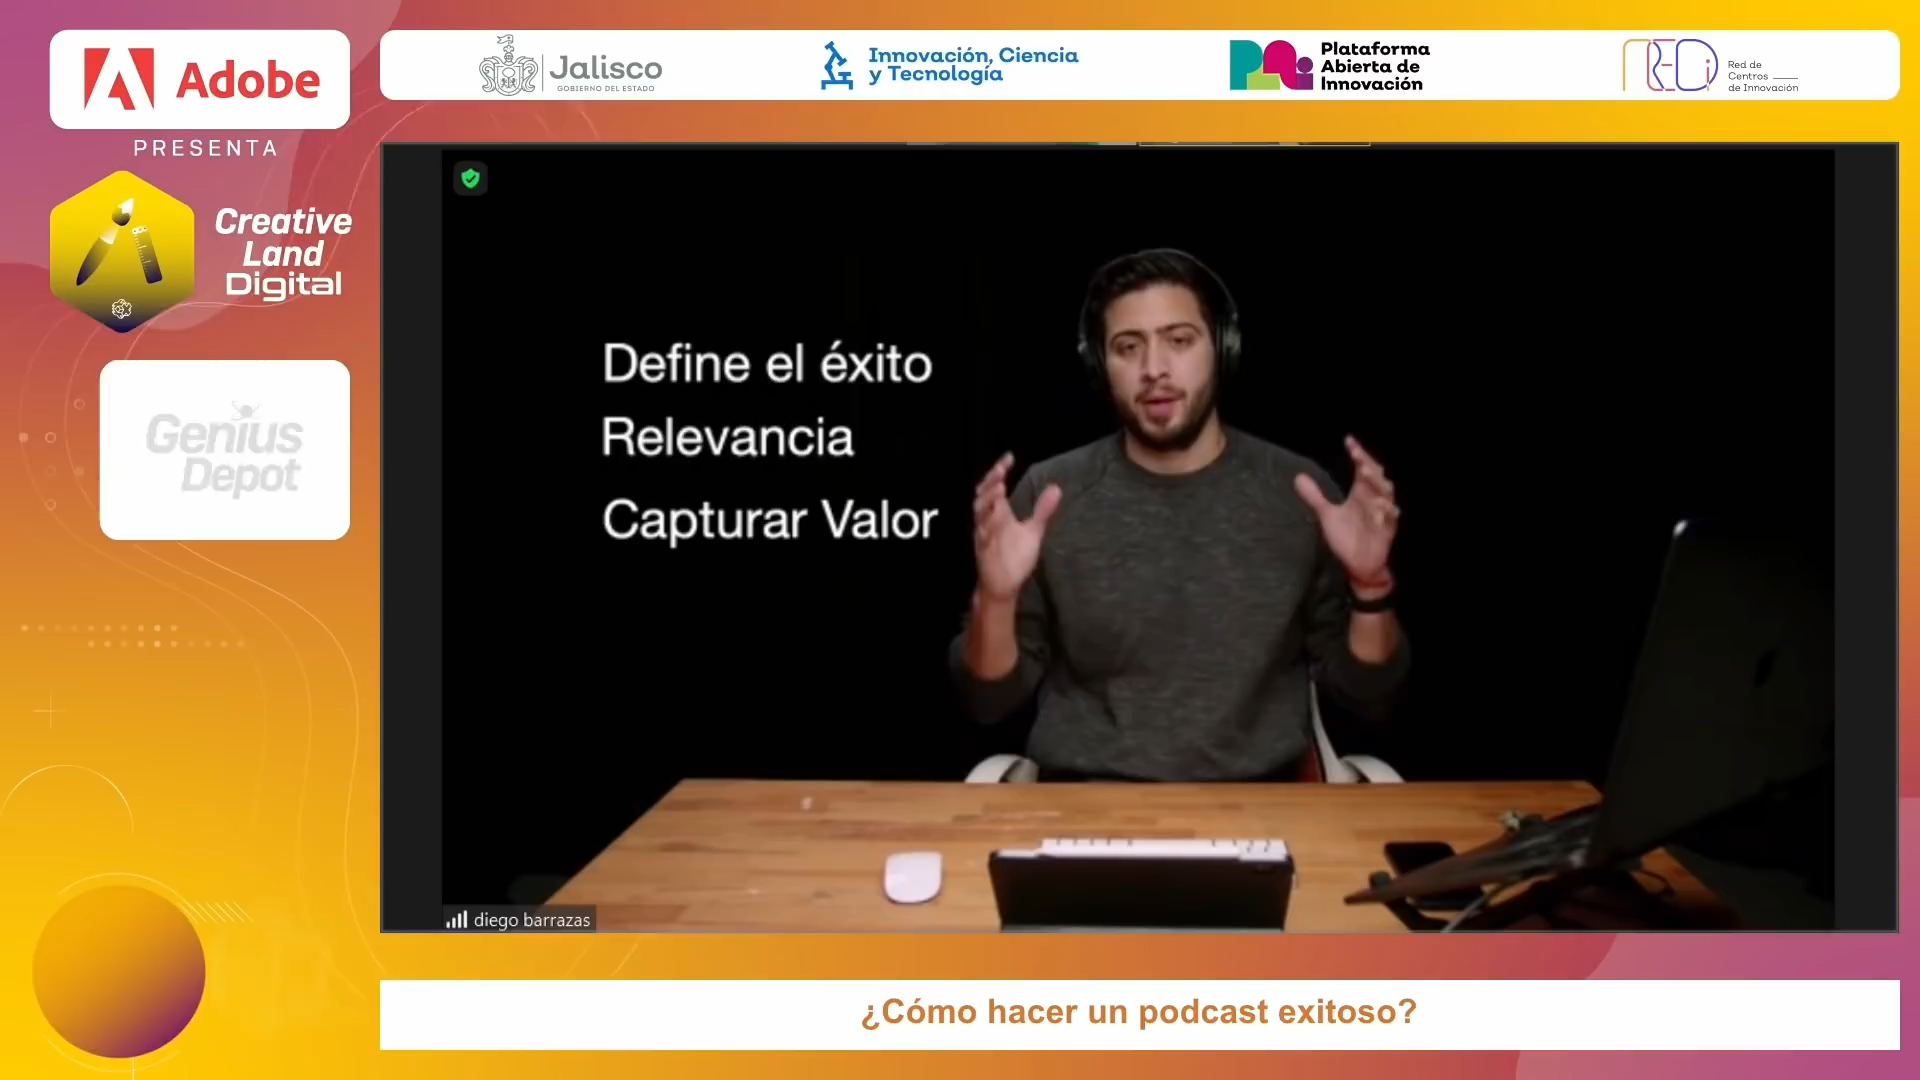 Adobe
PRESENTA
Creative
Land
Digital
Genius
Depot
Jalisco
GOBIERNO DEL ESTADO
Innovación, Ciencia
y Tecnología
Plataforma
Abierta de
Innovación
REDi
Red de
Centros
de Innovación
Define el éxito
Relevancia
Capturar Valor
diego barrazas
¿Cómo hacer un podcast exitoso?